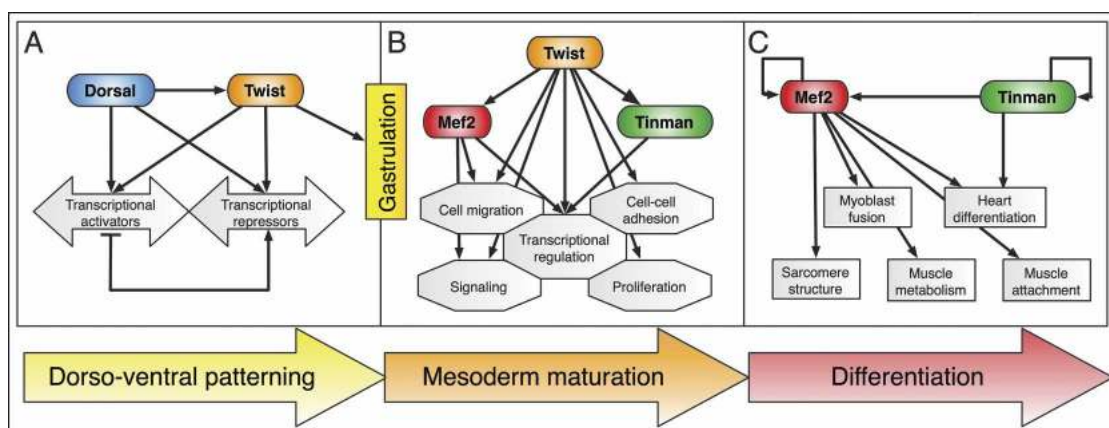 A
Dorsal
Twist
Transcriptional
activators
Transcriptional
repressors
Gastrulation
B
Twist
Mef2
Tinman
Cell migration
Cell-cell
adhesion
Transcriptional
regulation
Signaling
Proliferation
C
Mef2
Tinman
Myoblast
fusion
Heart
differentiation
Sarcomere
structure
Muscle
metabolism
Muscle
attachment
Dorso-ventral patterning
Mesoderm maturation
Differentiation